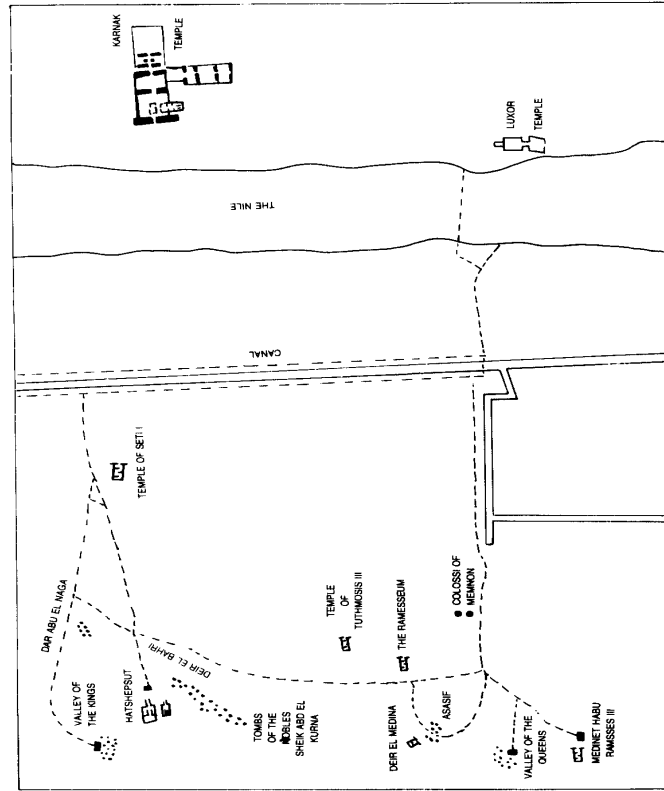 KARNAK
TEMPLE
LUXOR
TEMPLE
THE NILE
CANAL
TEMPLE OF SETI I
DAR ABU EL NAGA
VALLEY OF
THE KINGS
HATSHEPSUT
DEIR EL BAHRI
TOMBS
OF THE
NOBLES
SHEIK ABD EL
KURNA
TEMPLE
OF
TUTHMOSIS III
THE RAMESSEUM
COLOSSI OF
MEMNON
DEIR EL MEDINA
ASASIF
VALLEY OF THE
QUEENS
MEDINET HABU
RAMSSES III